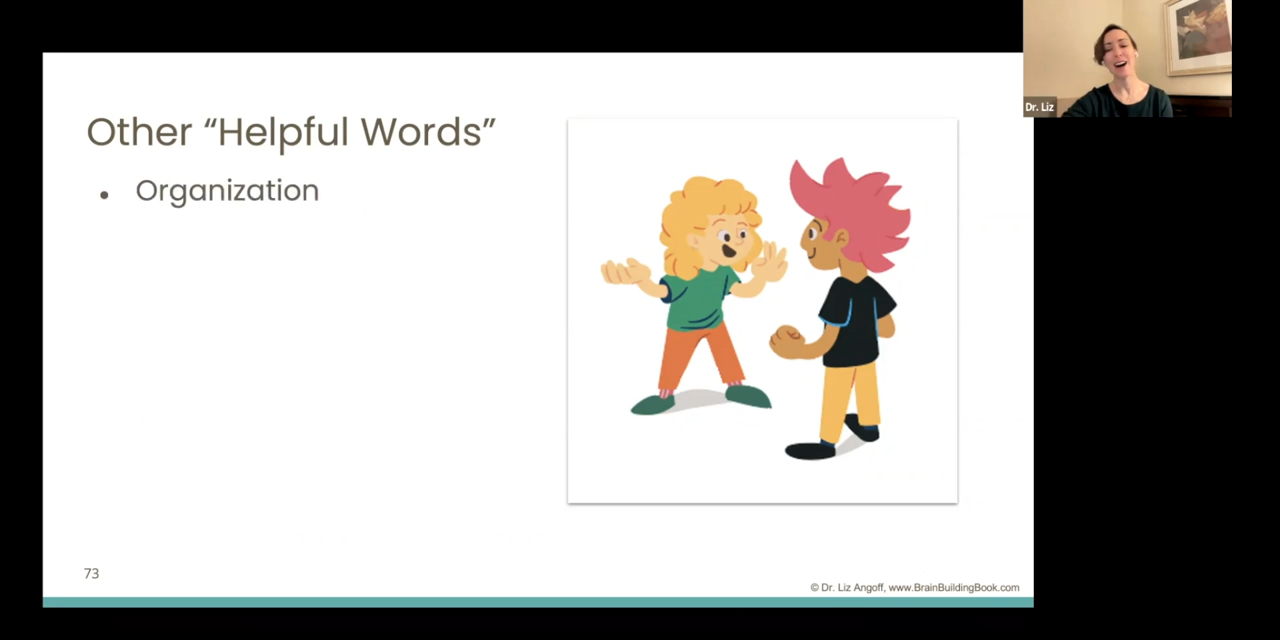 Dr. Liz
Other “Helpful Words”
• Organization
73
© Dr. Liz Angoff, www.BrainBuildingBook.com